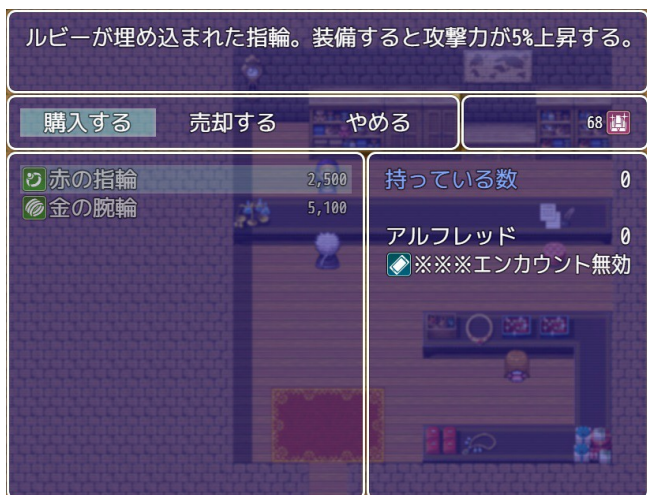 ルビーが埋め込まれた指輪。装備すると攻撃力が5%上昇する。
購入する 売却する やめる 68
赤の指輪 2,500
金の腕輪 5,100
持っている数 0
アルフレッド 0
※※※エンカウント無効